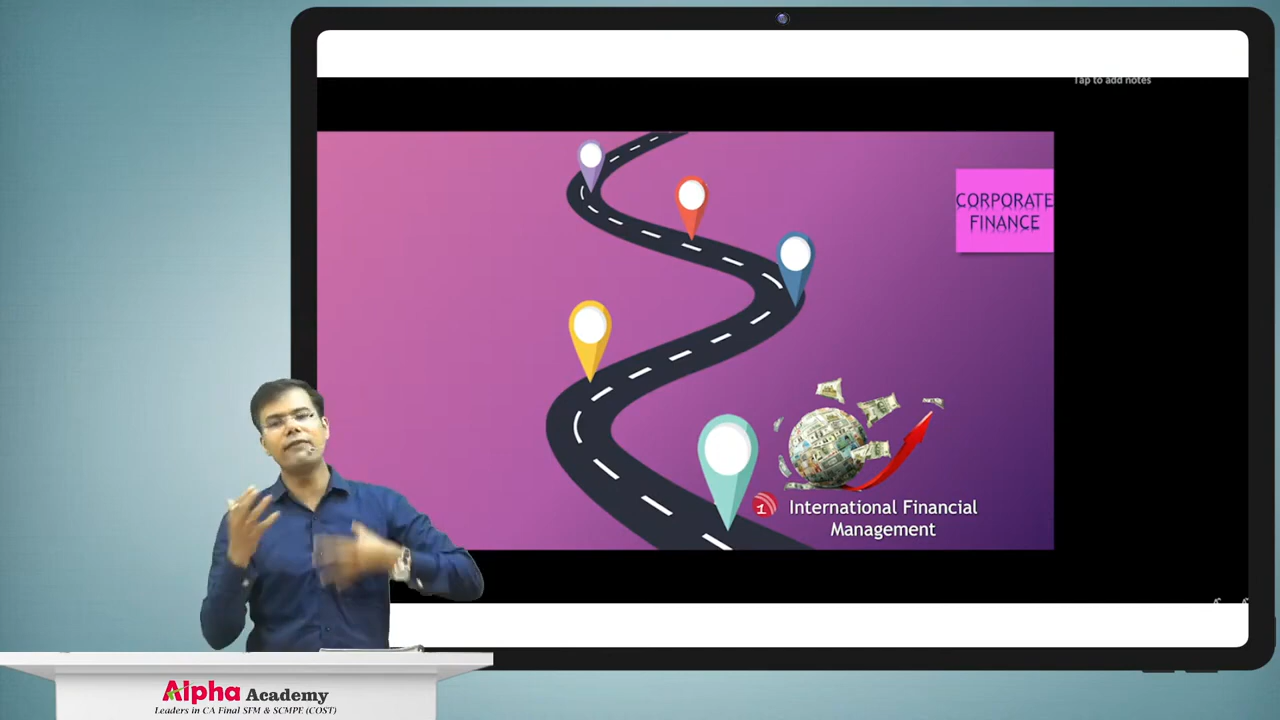 Tap to add notes
CORPORATE
FINANCE
1
International Financial
Management
Alpha Academy
Leaders in CA Final SFM & SCMPE (COST)